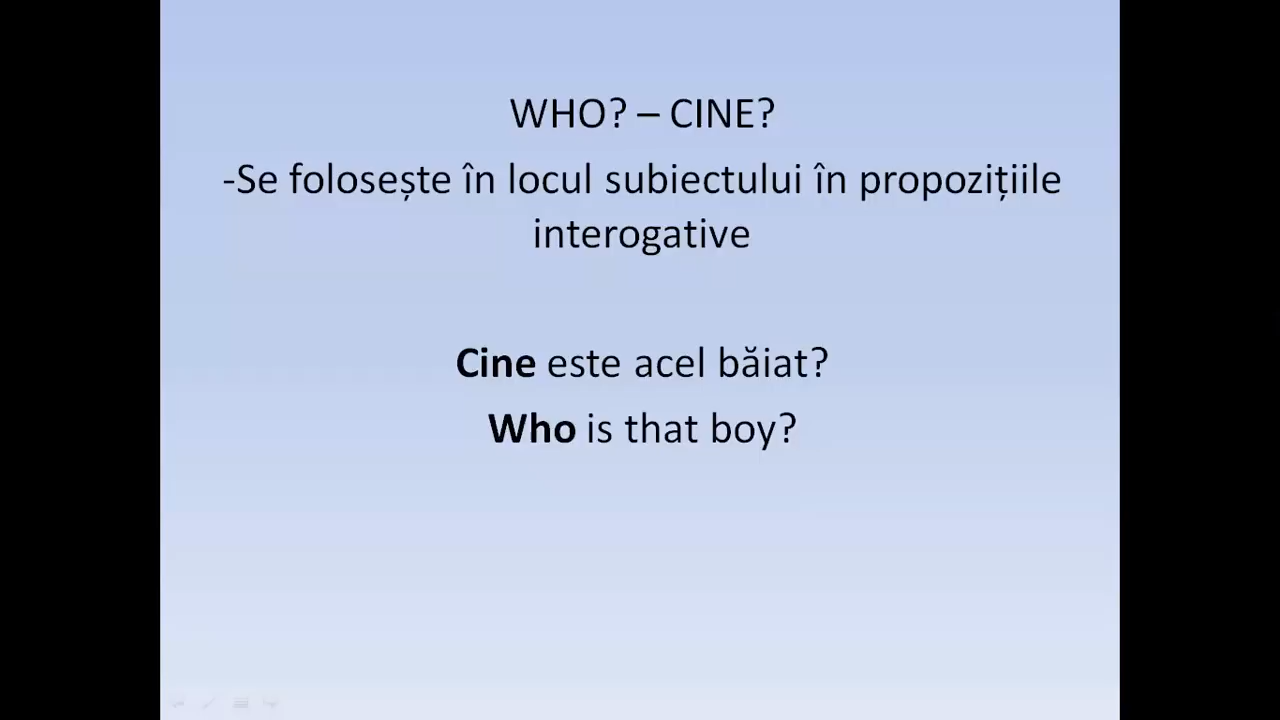 WHO? – CINE?
-Se folosește în locul subiectului în propozițiile
interogative
Cine este acel băiat?
Who is that boy?